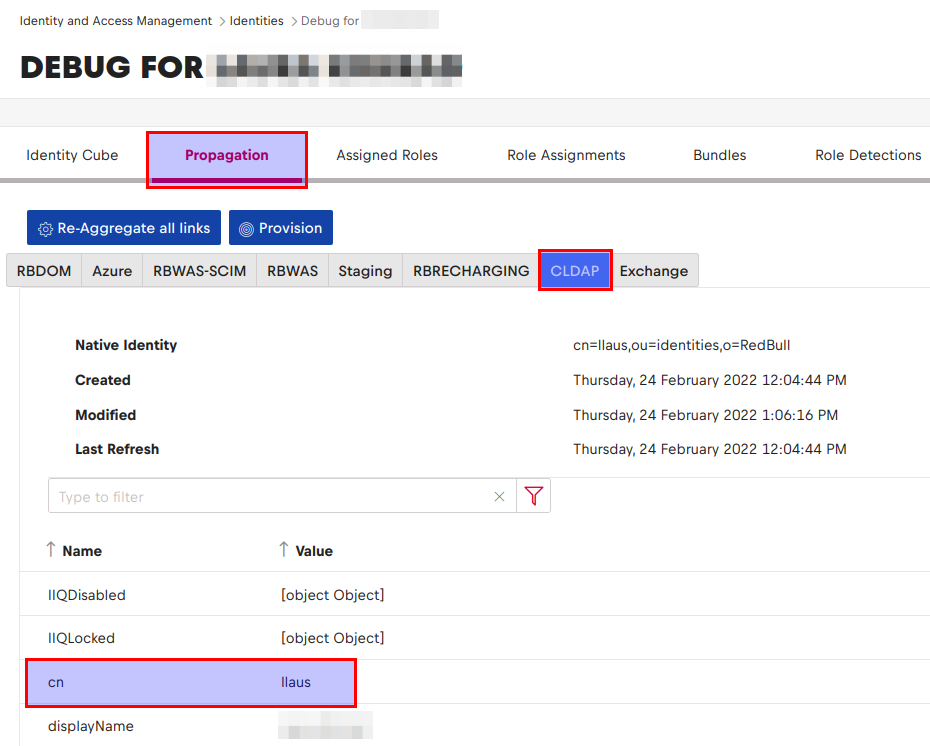 Identity and Access Management > Identities > Debug for
DEBUG FOR
Identity Cube Propagation Assigned Roles Role Assignments Bundles Role Detections
Re-Aggregate all links Provision
RBDOM Azure RBWAS-SCIM RBWAS Staging RBRECHARGING CLDAP Exchange
Native Identity cn=llaus,ou=identities,o=RedBull
Created Thursday, 24 February 2022 12:04:44 PM
Modified Thursday, 24 February 2022 1:06:16 PM
Last Refresh Thursday, 24 February 2022 12:04:44 PM
Type to filter
↑ Name ↑ Value
IIQDisabled [object Object]
IIQLocked [object Object]
cn llaus
displayName